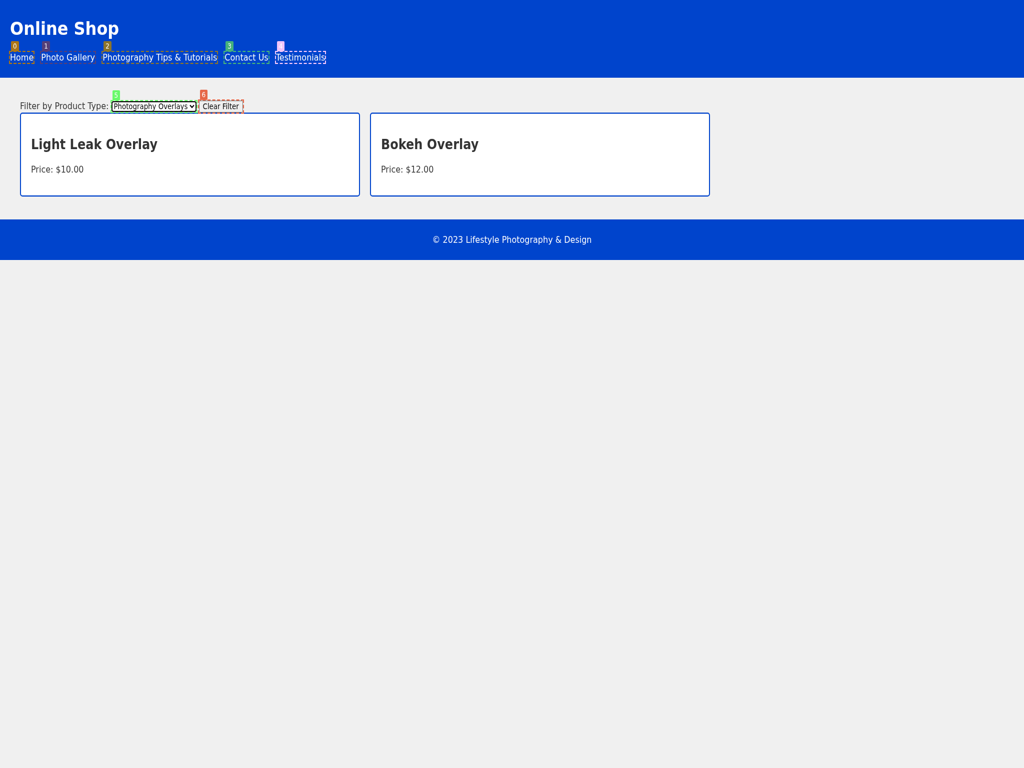 Online Shop
0 1 2 3
Home Photo Gallery Photography Tips & Tutorials Contact Us Testimonials
5 6
Filter by Product Type: Photography Overlays Clear Filter
Light Leak Overlay Bokeh Overlay
Price: $10.00 Price: $12.00
© 2023 Lifestyle Photography & Design